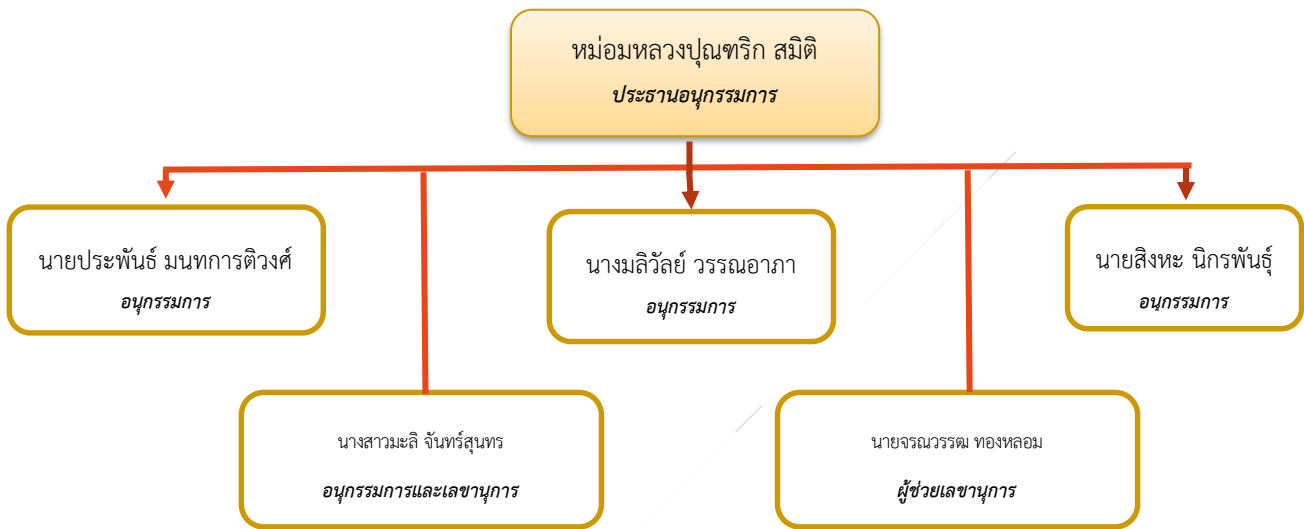 หม่อมหลวงปุณฑริก สมิติ
ประธานอนุกรรมการ
นายประพันธ์ มนทการติวงศ์
อนุกรรมการ
นางมลิวัลย์ วรรณอาภา
อนุกรรมการ
นายสิงหะ นิกรพันธุ์
อนุกรรมการ
นางสาวมะลิ จันทร์สุนทร
อนุกรรมการและเลขานุการ
นายจรณวรรฒ ทองหลอม
ผู้ช่วยเลขานุการ